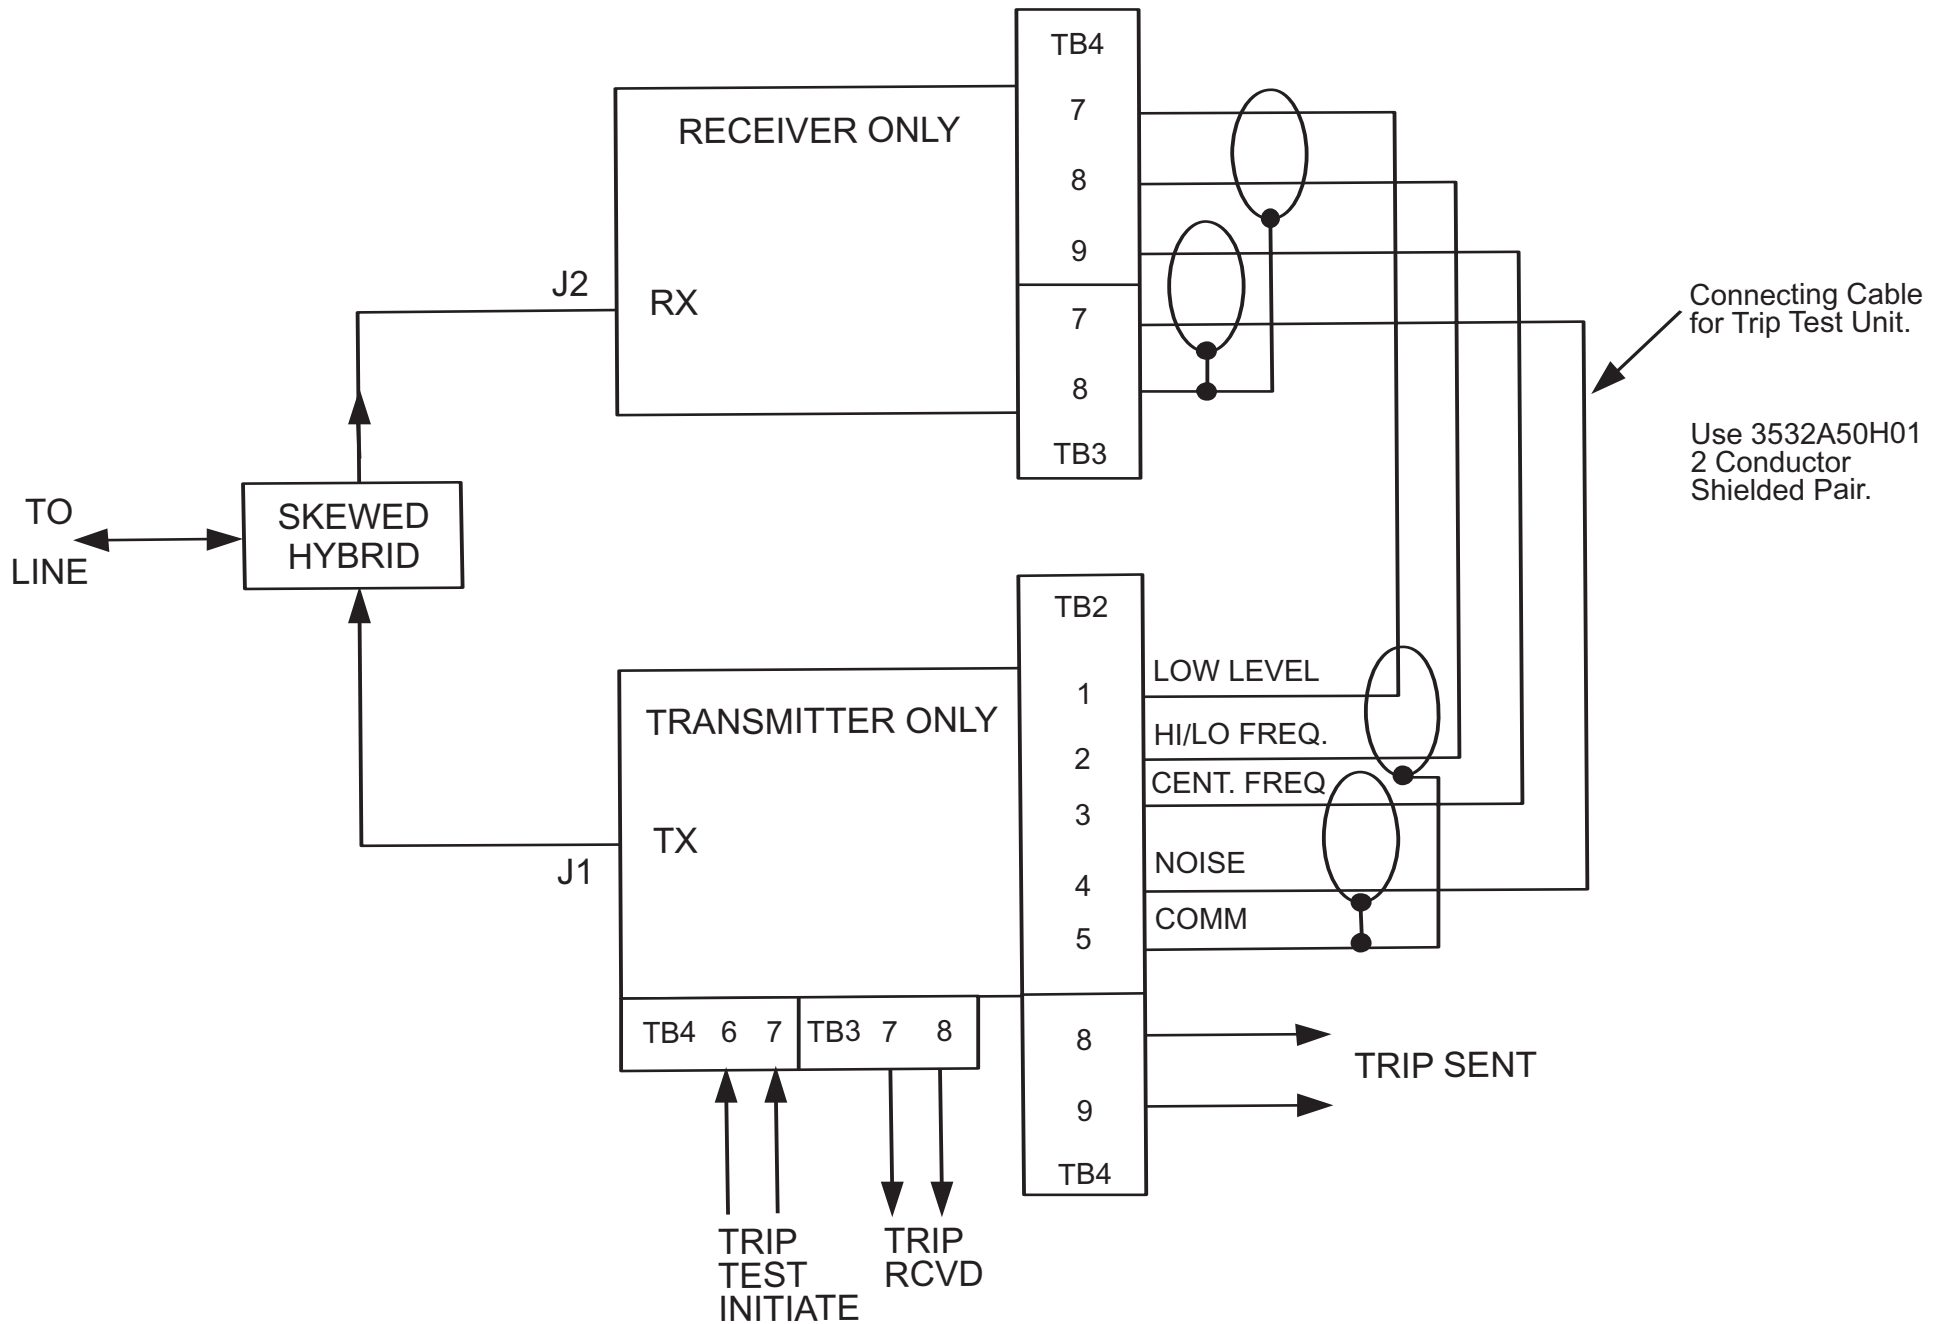 TB4
7
RECEIVER ONLY
8
9
J2
RX
7
8
TB3
Connecting Cable
for Trip Test Unit.
Use 3532A50H01
2 Conductor
Shielded Pair.
TO
LINE
SKEWED
HYBRID
TB2
LOW LEVEL
1
TRANSMITTER ONLY
HI/LO FREQ.
2
CENT. FREQ
3
TX
J1
NOISE
4
COMM
5
TB4 6 7 TB3 7 8
8
TRIP SENT
9
TB4
TRIP
TEST
INITIATE
TRIP
RCVD